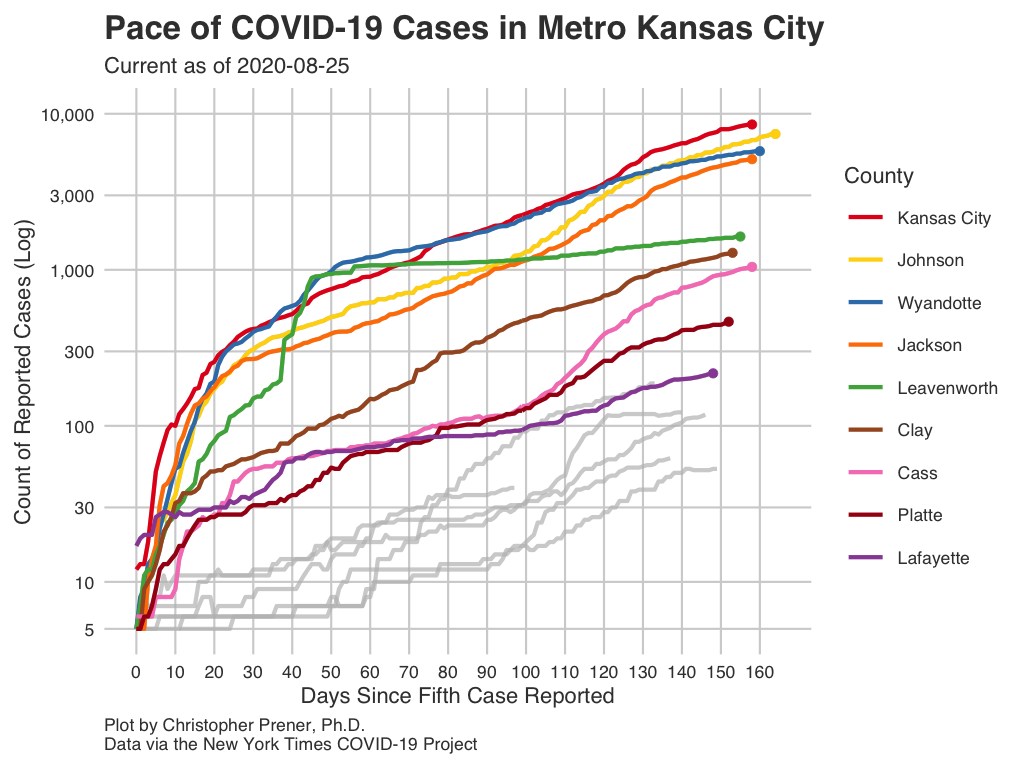 Pace of COVID-19 Cases in Metro Kansas City
Current as of 2020-08-25
Count of Reported Cases (Log)
10,000
3,000
1,000
300
100
30
10
5
0 10 20 30 40 50 60 70 80 90 100 110 120 130 140 150 160
Days Since Fifth Case Reported
County
Kansas City
Johnson
Wyandotte
Jackson
Leavenworth
Clay
Cass
Platte
Lafayette
Plot by Christopher Prener, Ph.D.
Data via the New York Times COVID-19 Project